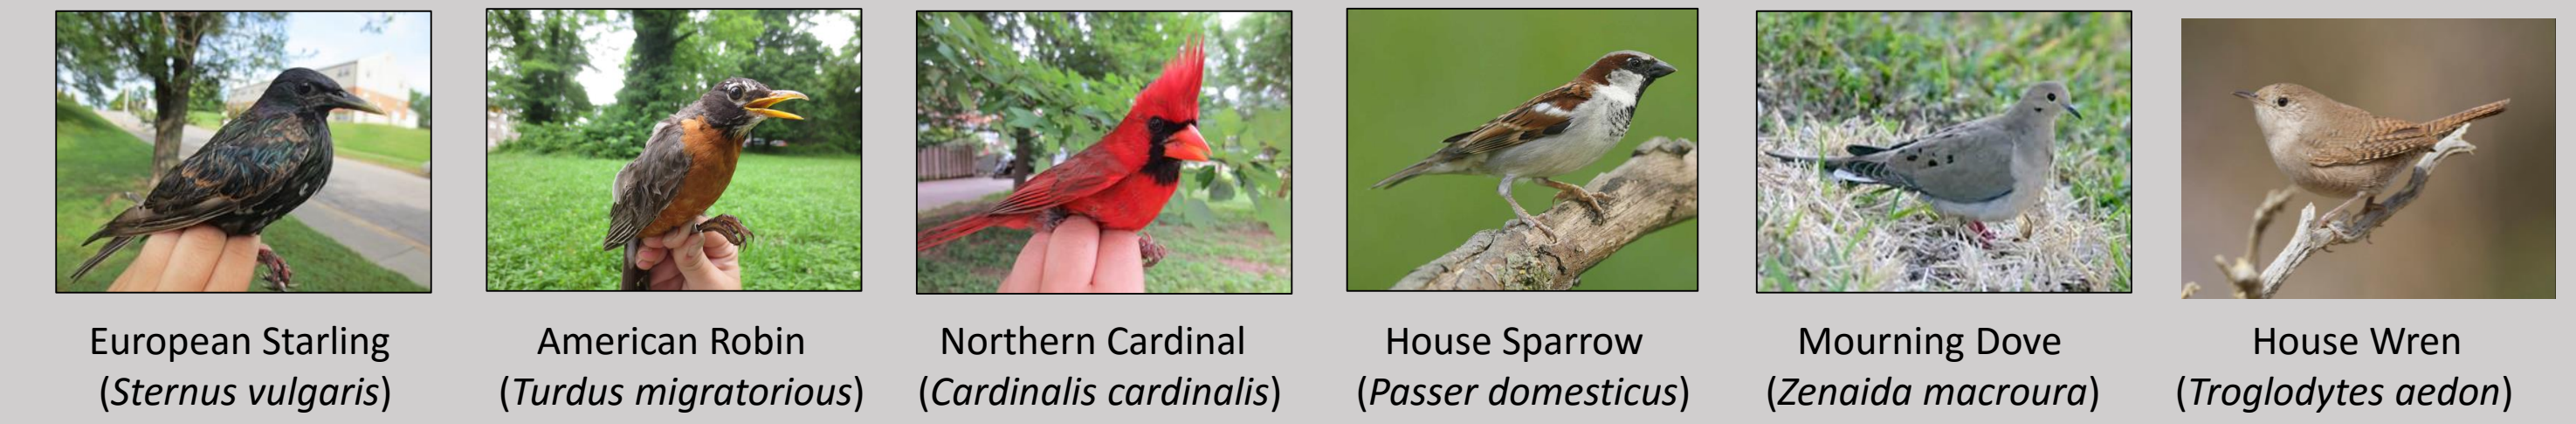 European Starling
(Sternus vulgaris)
American Robin
(Turdus migratorious)
Northern Cardinal
(Cardinalis cardinalis)
House Sparrow
(Passer domesticus)
Mourning Dove
(Zenaida macroura)
House Wren
(Troglodytes aedon)